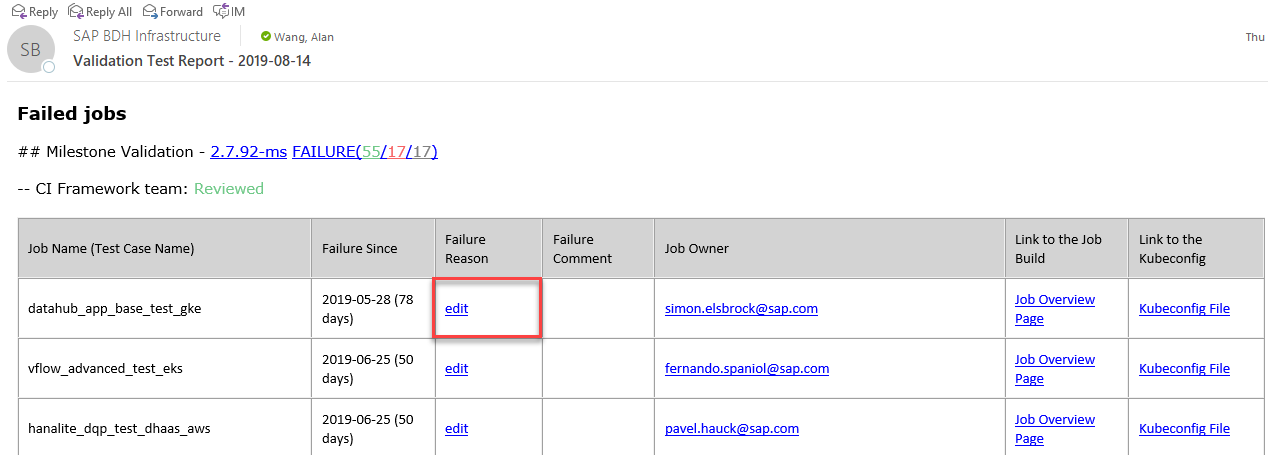 Reply Reply All Forward IM
SB
SAP BDH Infrastructure Wang, Alan Thu
Validation Test Report - 2019-08-14
Failed jobs
## Milestone Validation - 2.7.92-ms FAILURE(55/17/17)
-- CI Framework team: Reviewed
Job Name (Test Case Name) Failure Since Failure Reason Failure Comment Job Owner Link to the Job Build Link to the Kubeconfig
datahub_app_base_test_gke 2019-05-28 (78 days) edit simon.elsbrock@sap.com Job Overview Page Kubeconfig File
vflow_advanced_test_eks 2019-06-25 (50 days) edit fernando.spaniol@sap.com Job Overview Page Kubeconfig File
hanalite_dqp_test_dhaas_aws 2019-06-25 (50 days) edit pavel.hauck@sap.com Job Overview Page Kubeconfig File